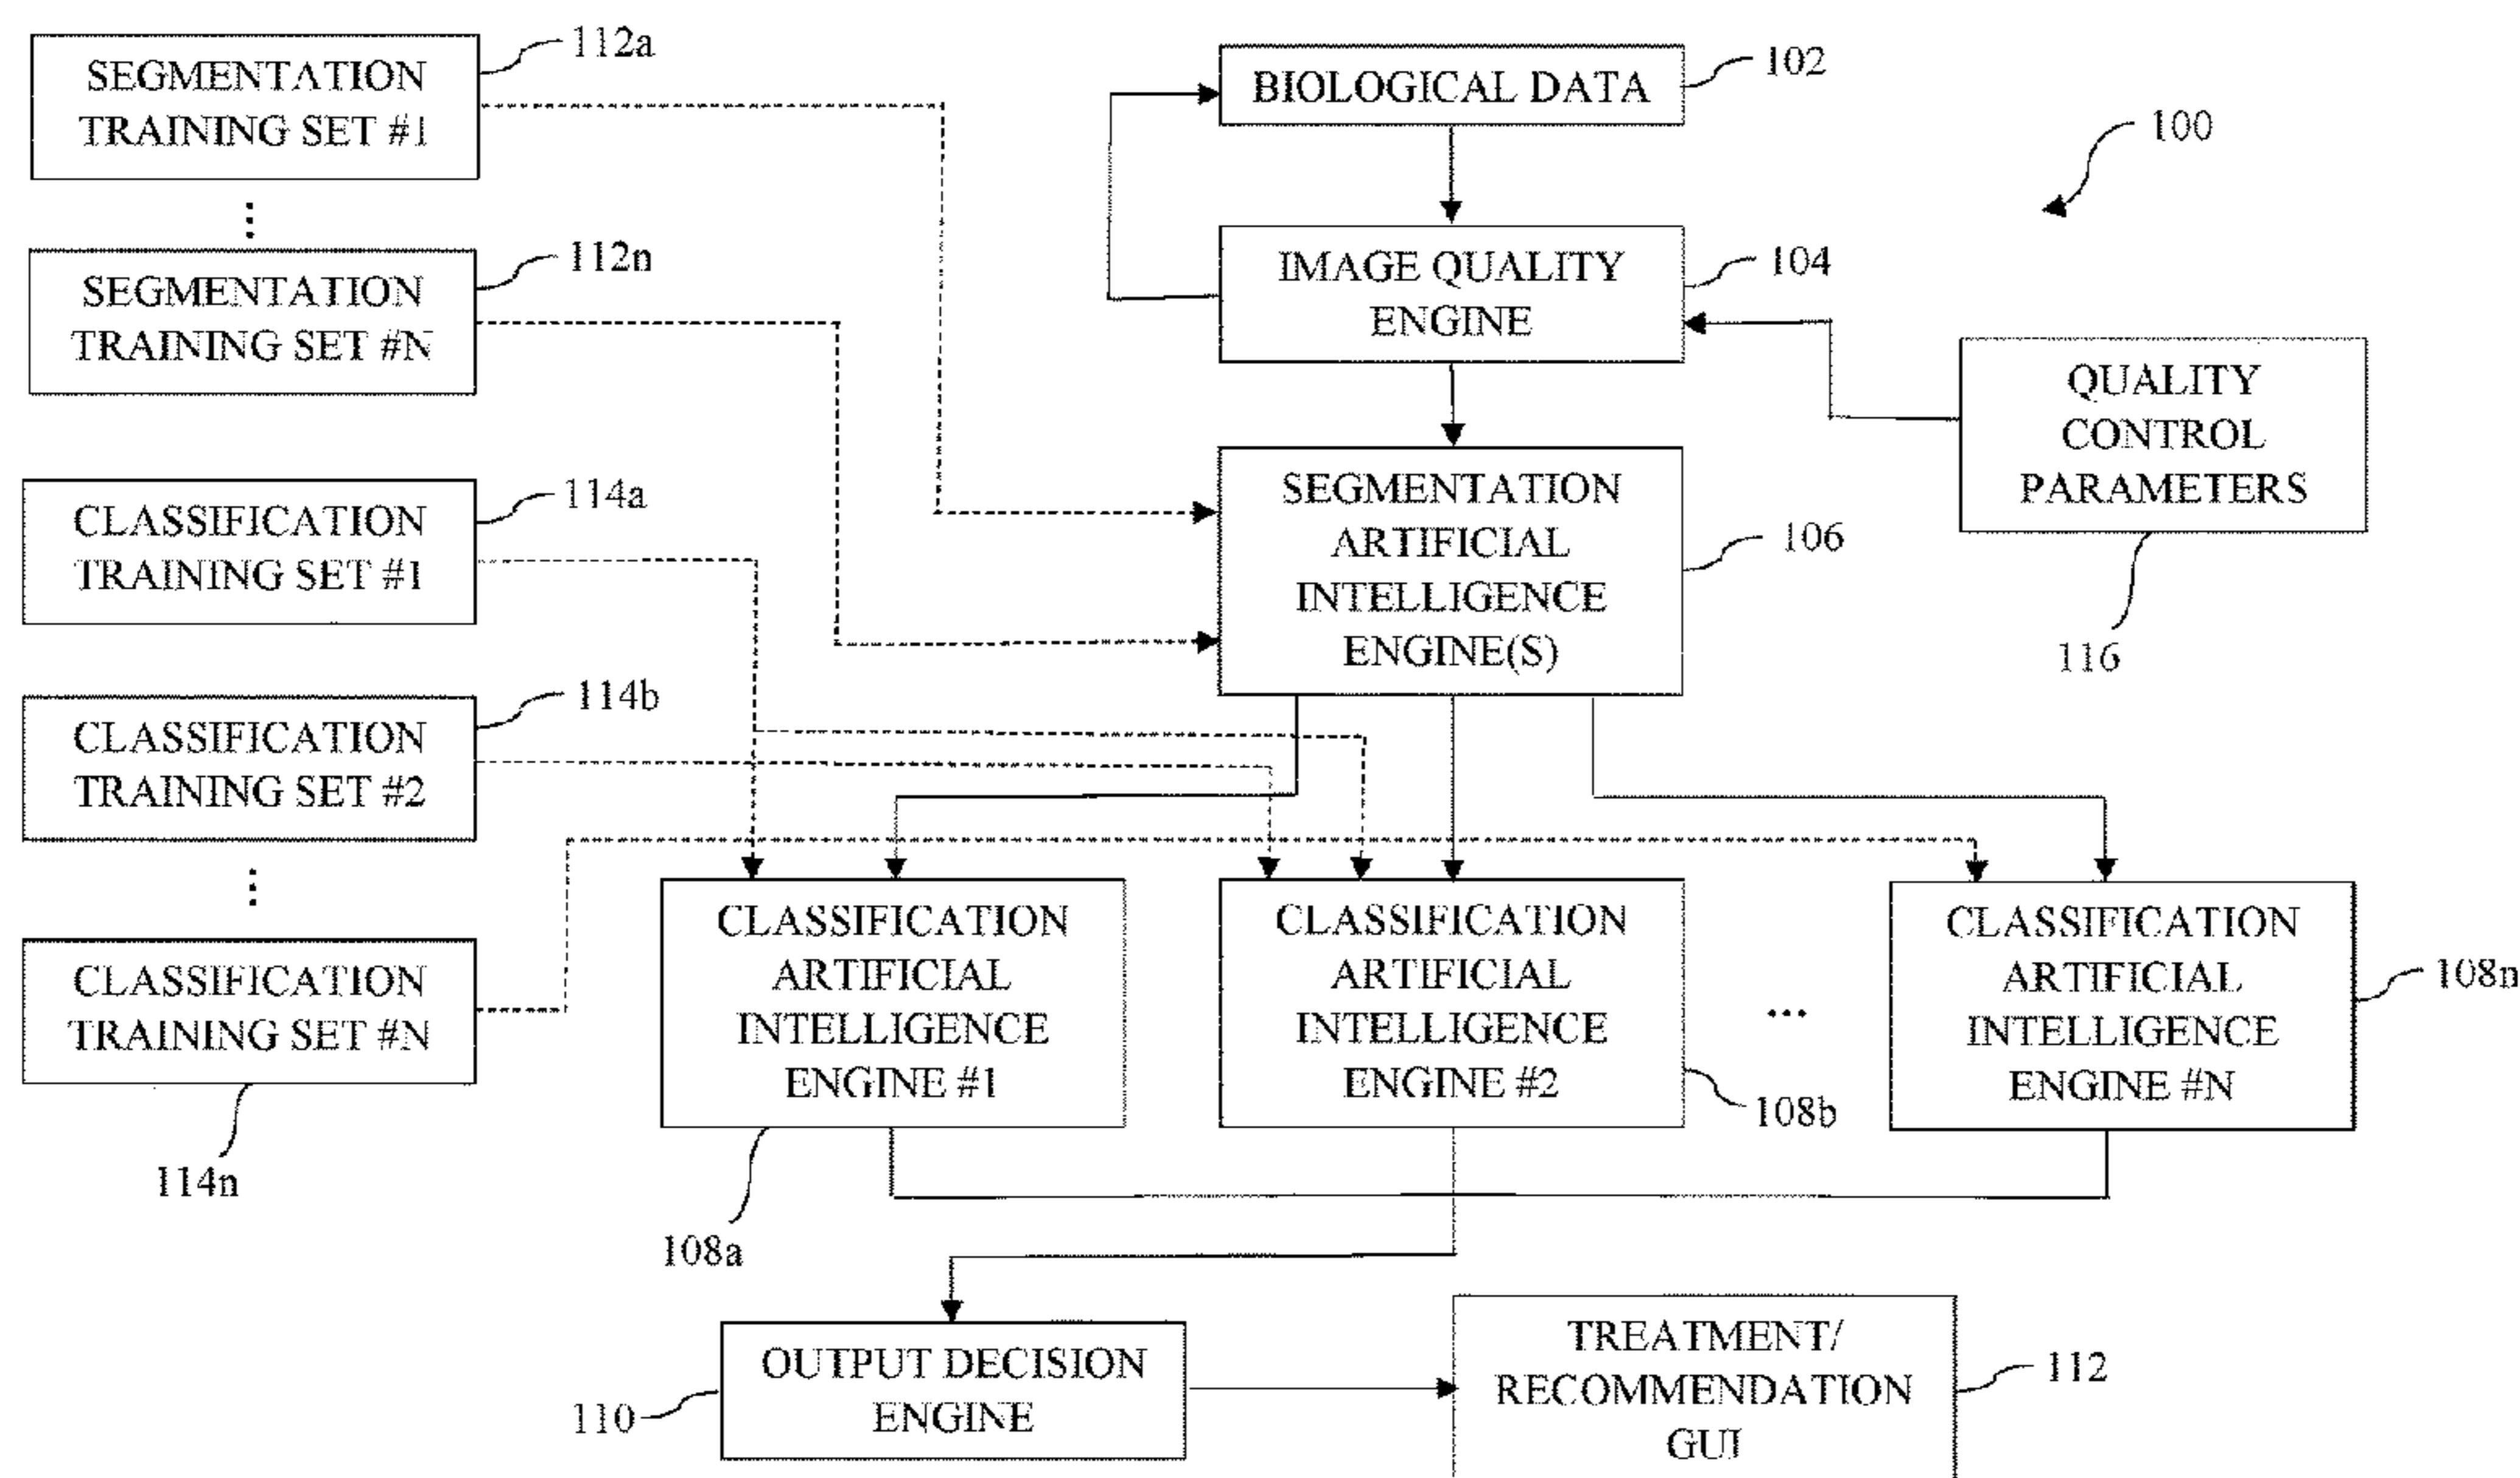 SEGMENTATION
TRAINING SET #1
112a
SEGMENTATION
TRAINING SET #N
112n
CLASSIFICATION
TRAINING SET #1
114a
CLASSIFICATION
TRAINING SET #2
114b
CLASSIFICATION
TRAINING SET #N
114n
BIOLOGICAL DATA
102
100
IMAGE QUALITY
ENGINE
104
QUALITY
CONTROL
PARAMETERS
116
SEGMENTATION
ARTIFICIAL
INTELLIGENCE
ENGINE(S)
106
CLASSIFICATION
ARTIFICIAL
INTELLIGENCE
ENGINE #1
108a
CLASSIFICATION
ARTIFICIAL
INTELLIGENCE
ENGINE #2
108b
...
CLASSIFICATION
ARTIFICIAL
INTELLIGENCE
ENGINE #N
108n
OUTPUT DECISION
ENGINE
110
TREATMENT/
RECOMMENDATION
GUI
112